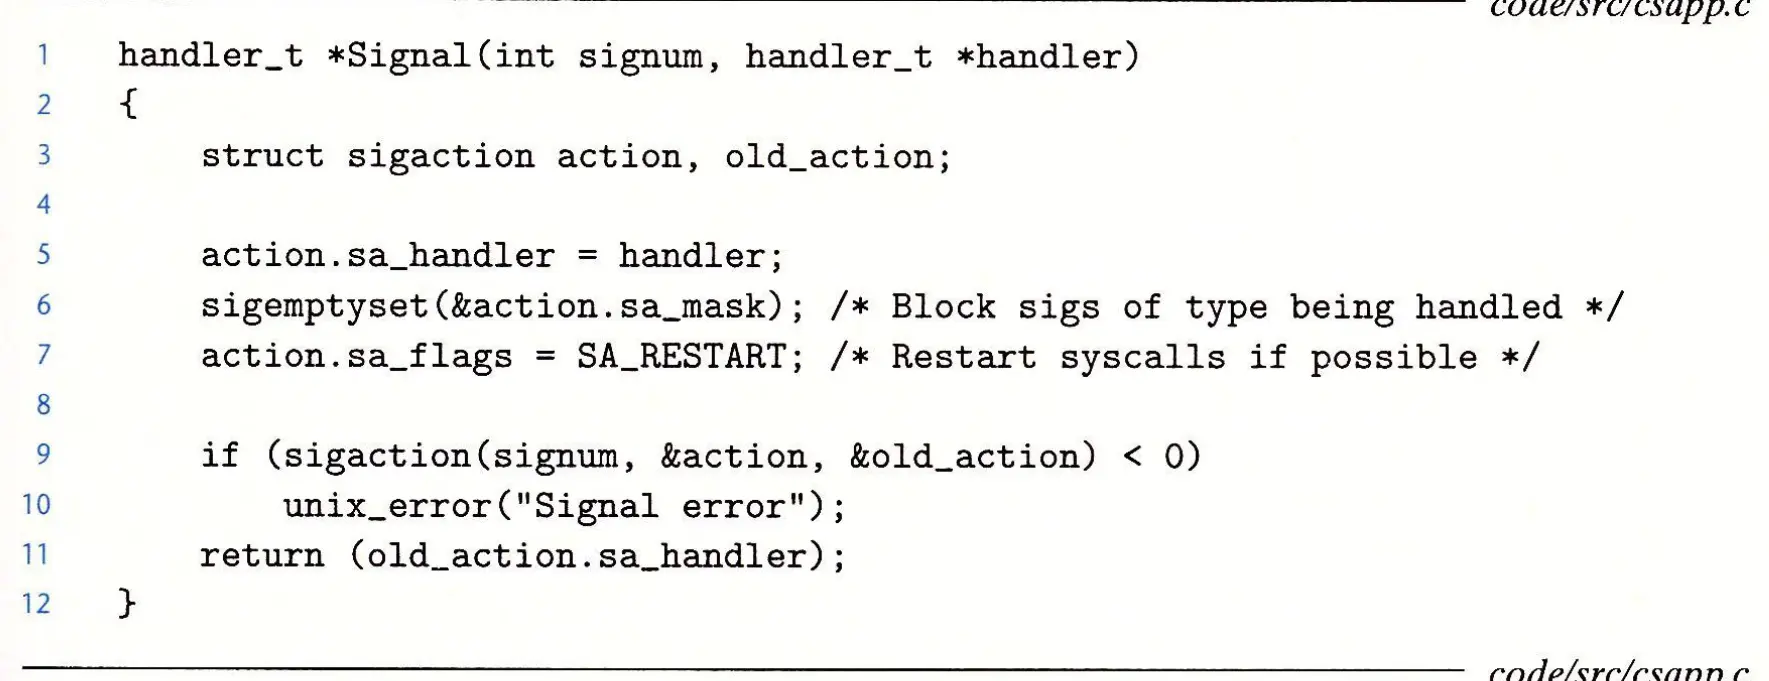 code/src/csapp.c
1 handler_t *Signal(int signum, handler_t *handler)
2 {
3 struct sigaction action, old_action;
4
5 action.sa_handler = handler;
6 sigemptyset(&action.sa_mask); /* Block sigs of type being handled */
7 action.sa_flags = SA_RESTART; /* Restart syscalls if possible */
8
9 if (sigaction(signum, &action, &old_action) < 0)
10 unix_error("Signal error");
11 return (old_action.sa_handler);
12 }
code/src/csapp.c